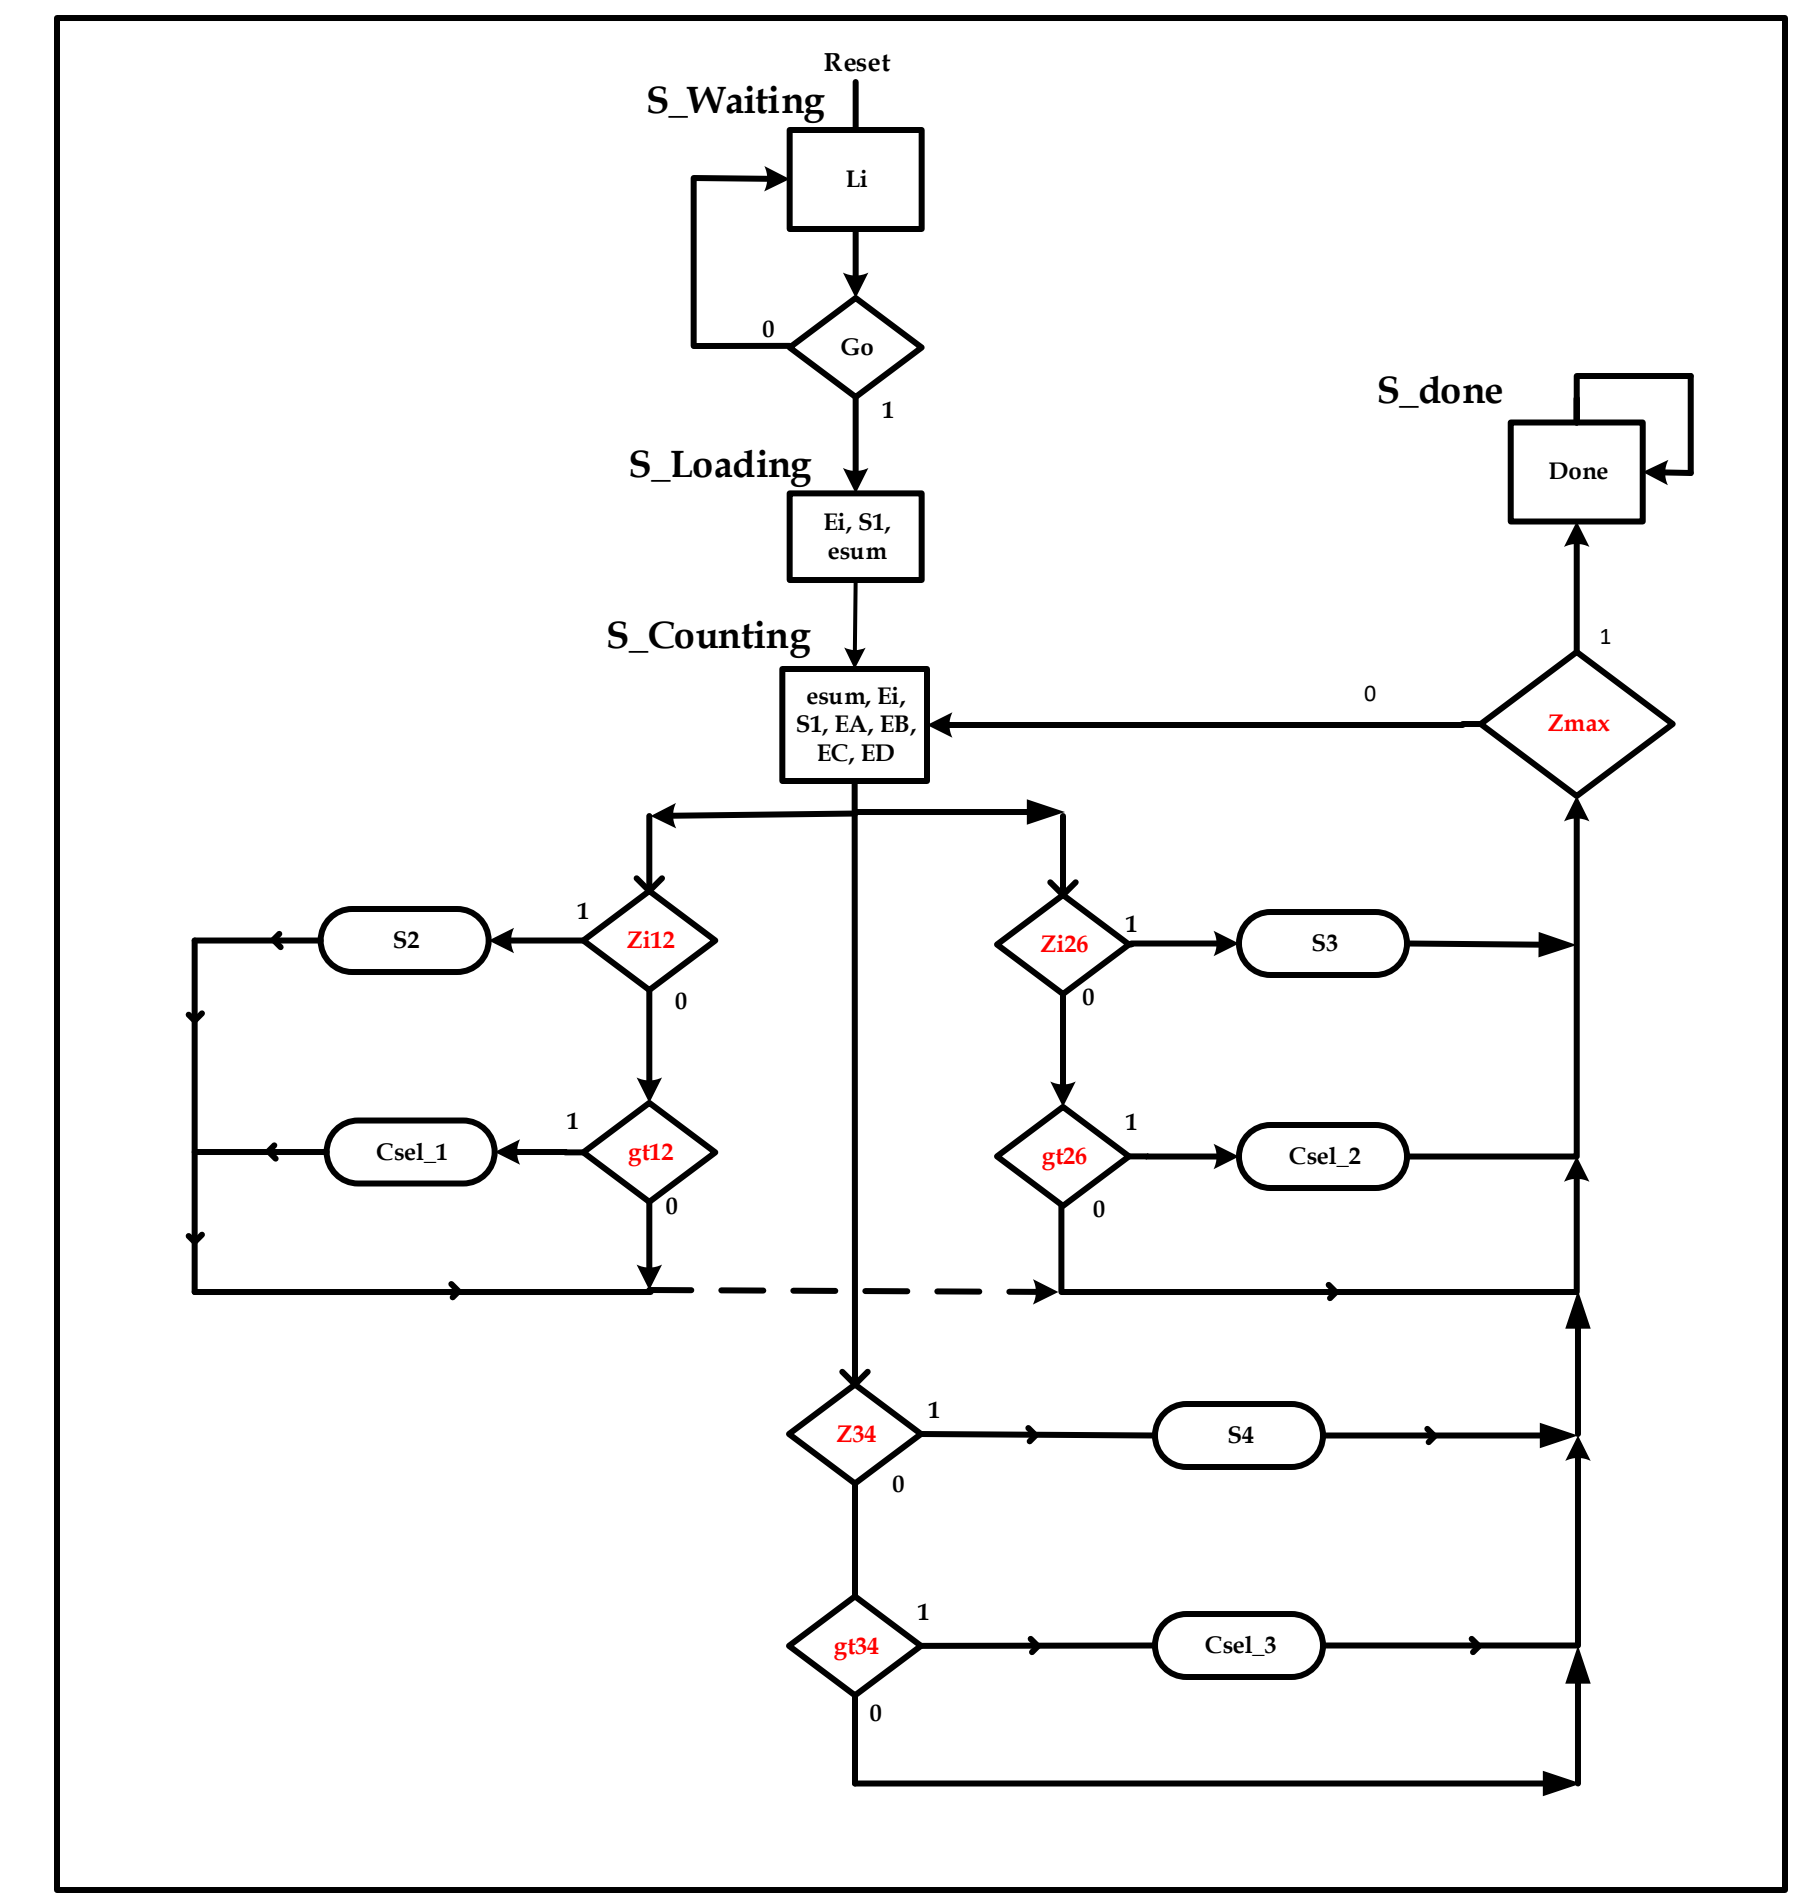 Reset
S_Waiting
Li
0
Go
1
S_done
S_Loading
Done
Ei, S1,
esum
S_Counting
1
esum, Ei,
S1, EA, EB,
EC, ED
0
Zmax
1
S2
Zi12
0
Zi26
1
S3
0
1
Csel_1
gt12
0
gt26
1
Csel_2
0
Z34
1
S4
0
gt34
1
Csel_3
0